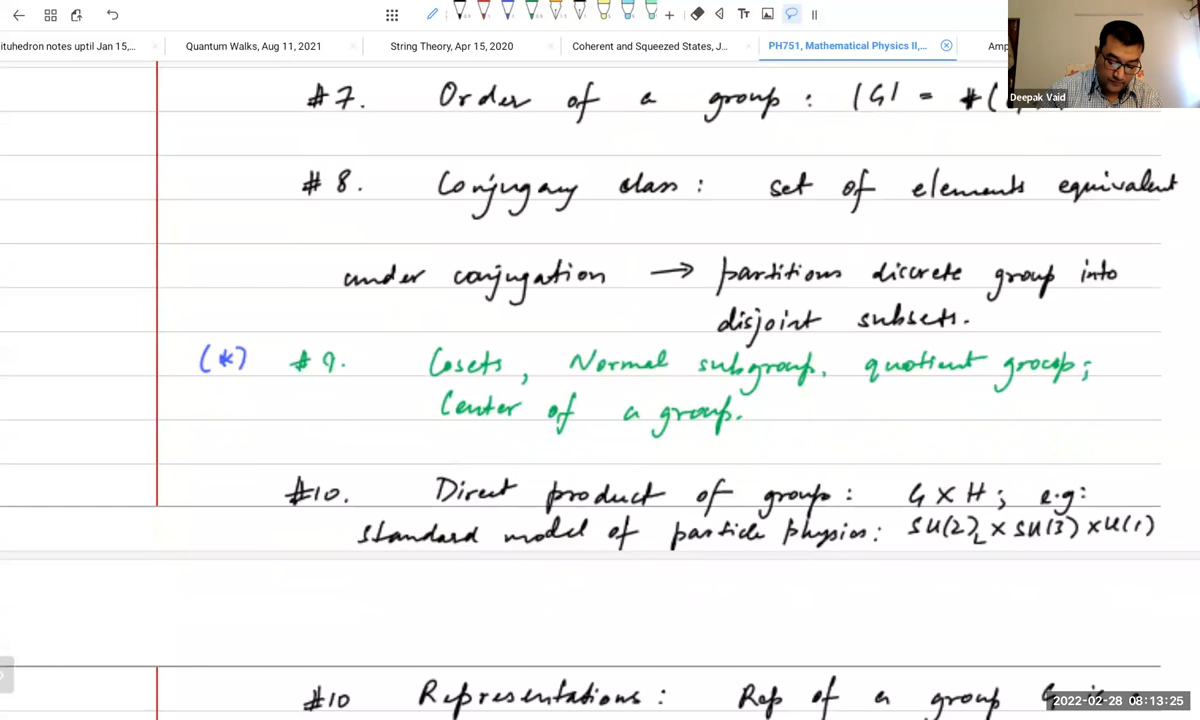 ituhedron notes uptil Jan 15,...
Quantum Walks, Aug 11, 2021
String Theory, Apr 15, 2020
Coherent and Squeezed States, J...
PH751, Mathematical Physics II,...
Amp
Deepak Vaid
#7. Order of a group : |G| = #(
#8. Conjugacy class : set of elements equivalent
under conjugation → partitions discrete group into
disjoint subsets.
(*) #9. Cosets, Normal subgroup, quotient group;
Center of a group.
#10. Direct product of groups : G X H ; e.g:
standard model of particle physics : SU(2)L × SU(3) × U(1)
#10 Representations : Rep of a group G
2022-02-28 08:13:25